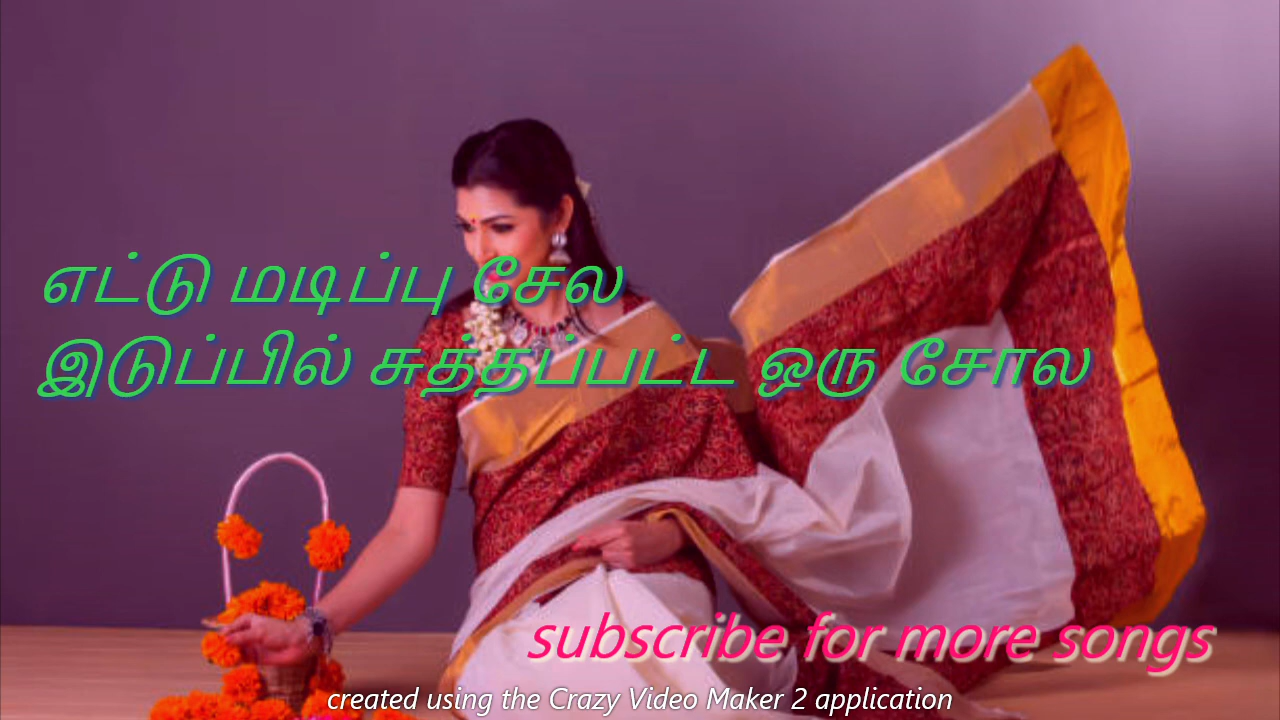 எட்டு மடிப்பு சேல
இடுப்பில் சுத்தப்பட்ட ஒரு சோல
subscribe for more songs
created using the Crazy Video Maker 2 application